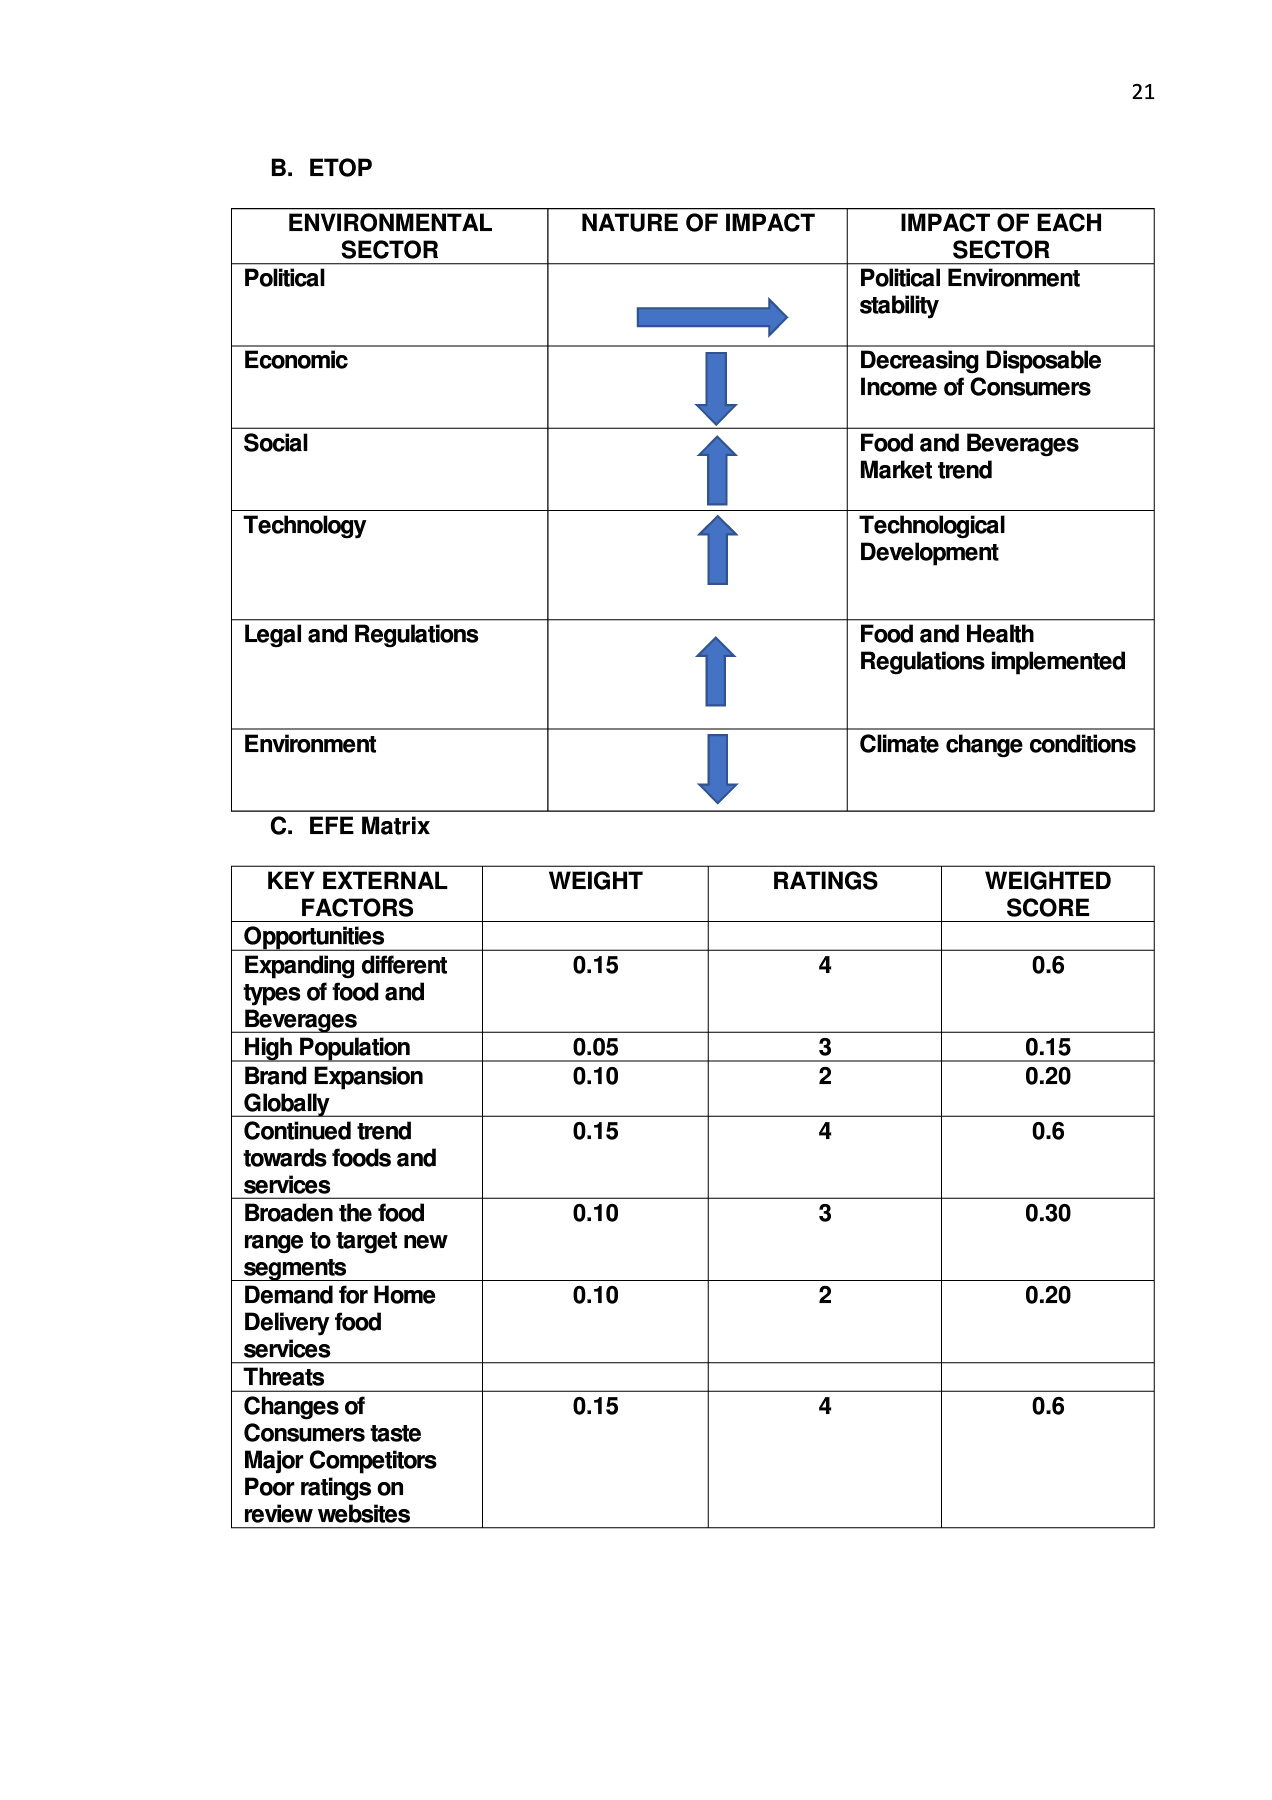 21
B. ETOP
ENVIRONMENTAL
SECTOR
NATURE OF IMPACT
IMPACT OF EACH
SECTOR
Political
Political Environment
stability
Economic
Decreasing Disposable
Income of Consumers
Social
Food and Beverages
Market trend
Technology
Technological
Development
Legal and Regulations
Food and Health
Regulations implemented
Environment
Climate change conditions
C. EFE Matrix
KEY EXTERNAL
FACTORS
WEIGHT
RATINGS
WEIGHTED
SCORE
Opportunities
Expanding different
types of food and
Beverages
0.15
4
0.6
High Population
0.05
3
0.15
Brand Expansion
Globally
0.10
2
0.20
Continued trend
towards foods and
services
0.15
4
0.6
Broaden the food
range to target new
segments
0.10
3
0.30
Demand for Home
Delivery food
services
0.10
2
0.20
Threats
Changes of
Consumers taste
Major Competitors
Poor ratings on
review websites
0.15
4
0.6